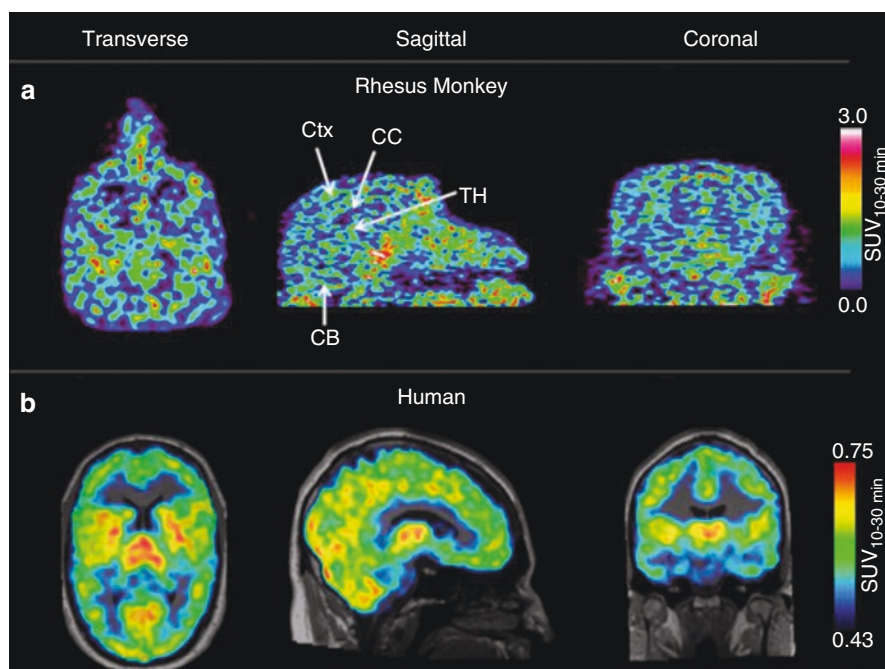 Transverse
Sagittal
Coronal
a
Rhesus Monkey
Ctx
CC
TH
CB
3.0
SUV10-30 min
0.0
b
Human
0.75
SUV10-30 min
0.43